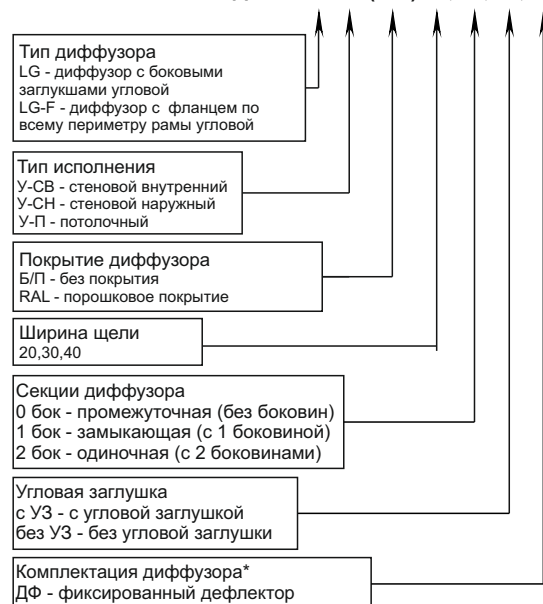 Тип диффузора
LG - диффузор с боковыми
заглукшами угловой
LG-F - диффузор с фланцем по
всему периметру рамы угловой
Тип исполнения
У-СВ - стеновой внутренний
У-СН - стеновой наружный
У-П - потолочный
Покрытие диффузора
Б/П - без покрытия
RAL - порошковое покрытие
Ширина щели
20,30,40
Секции диффузора
0 бок - промежуточная (без боковин)
1 бок - замыкающая (с 1 боковиной)
2 бок - одиночная (с 2 боковинами)
Угловая заглушка
с УЗ - с угловой заглушкой
без УЗ - без угловой заглушки
Комплектация диффузора*
ДФ - фиксированный дефлектор